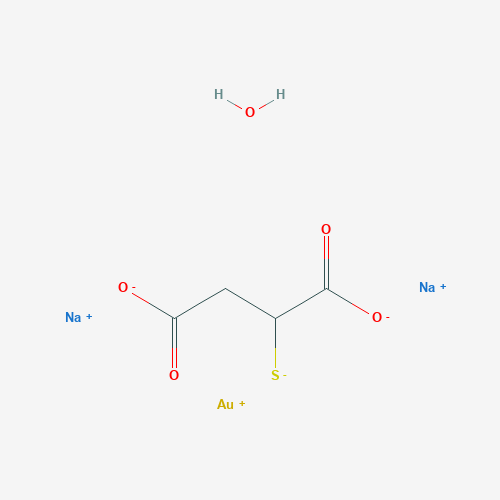 H H
O
O
O - Na +
Na + O -
O S -
Au +